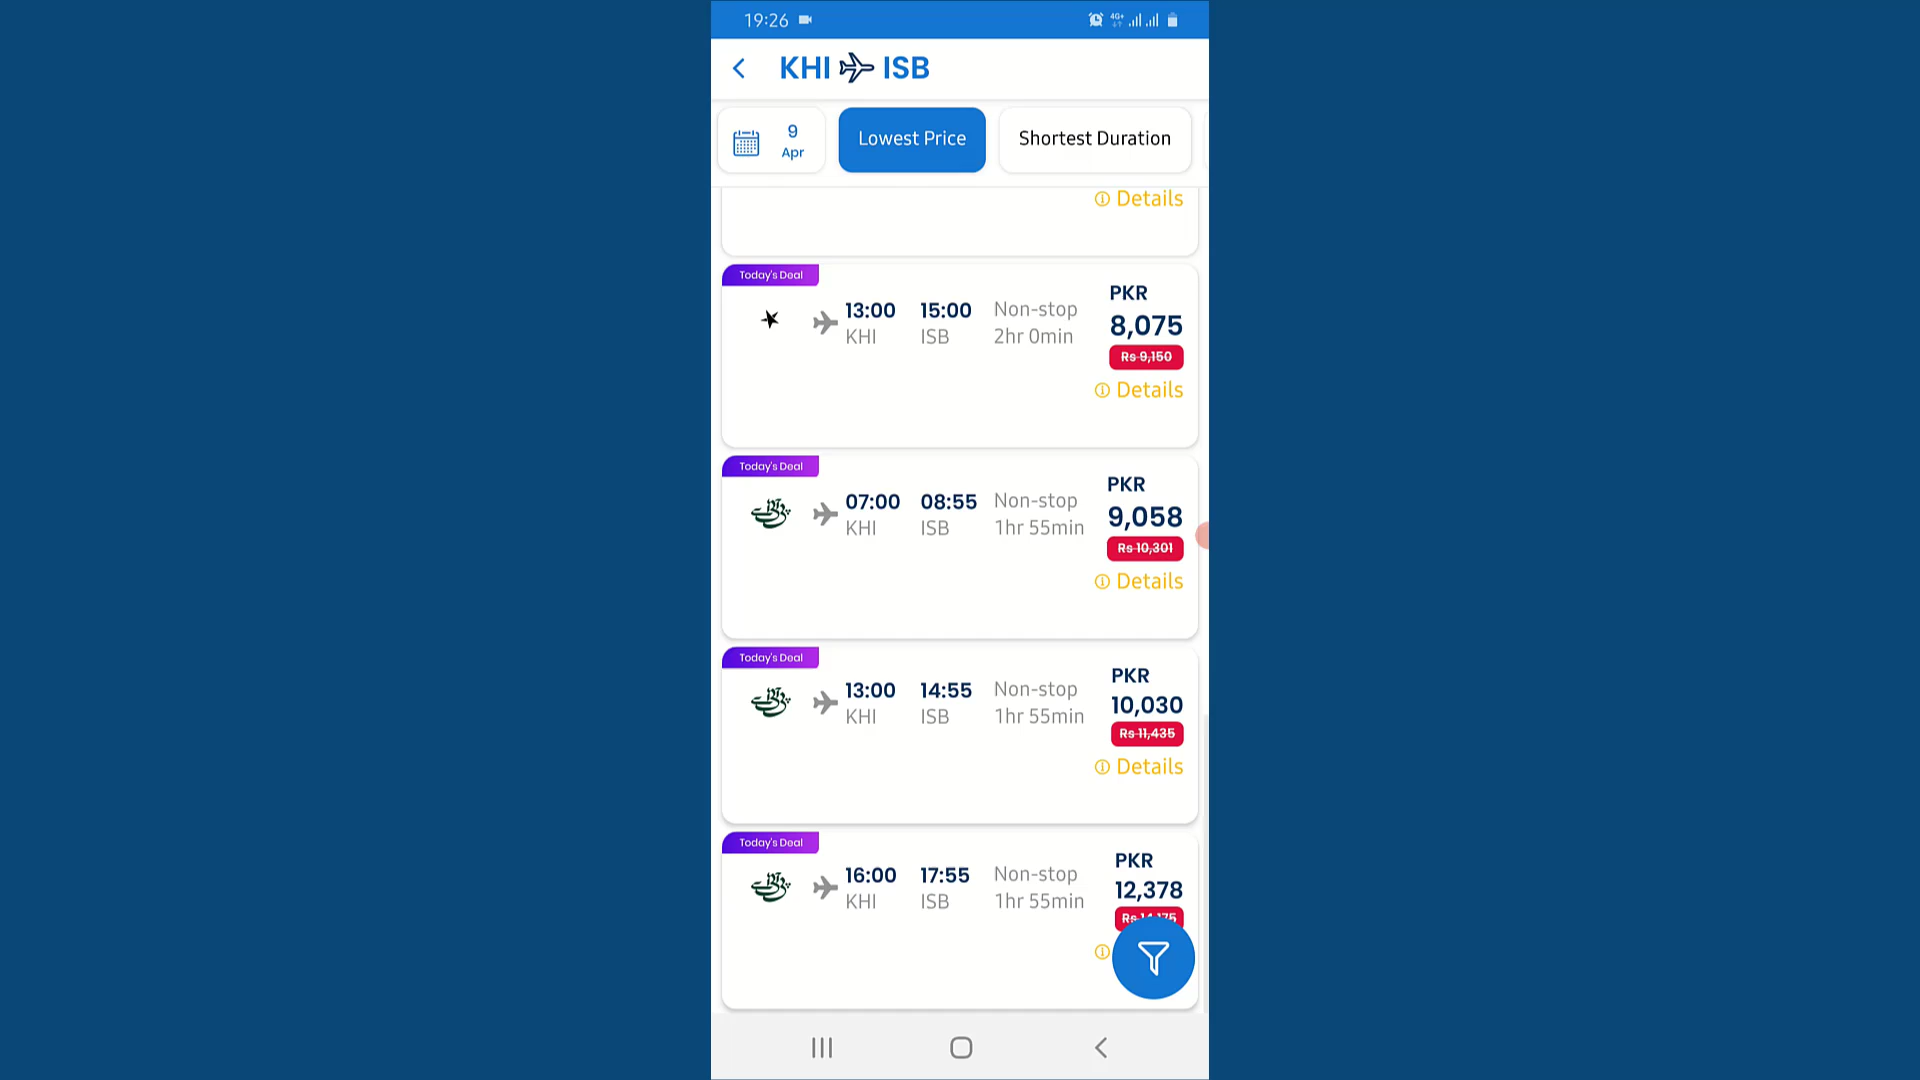 19:26
4G+
KHI ISB
9
Apr
Lowest Price
Shortest Duration
Details
Today's Deal
13:00 15:00 Non-stop
KHI ISB 2hr 0min
PKR
8,075
Rs 9,150
Details
Today's Deal
07:00 08:55 Non-stop
KHI ISB 1hr 55min
PKR
9,058
Rs 10,301
Details
Today's Deal
13:00 14:55 Non-stop
KHI ISB 1hr 55min
PKR
10,030
Rs 11,435
Details
Today's Deal
16:00 17:55 Non-stop
KHI ISB 1hr 55min
PKR
12,378
Rs 14,175